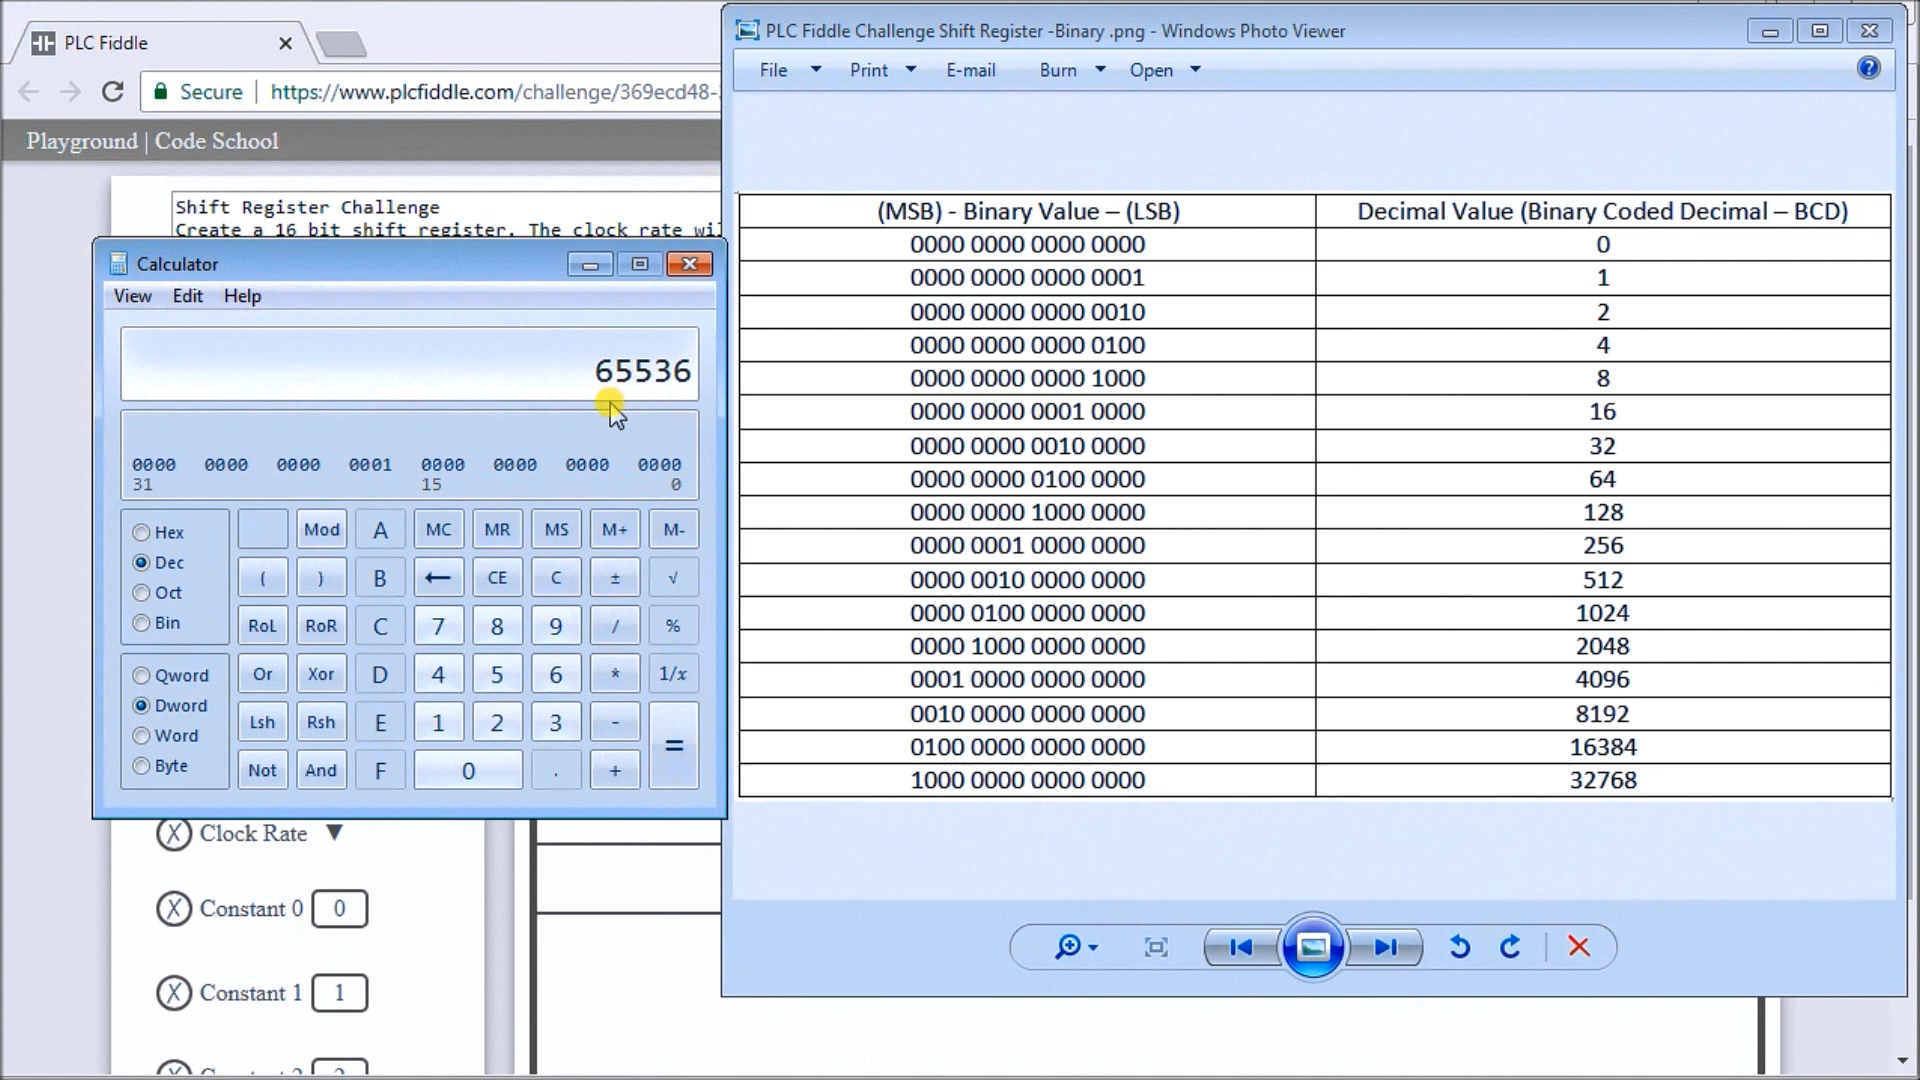 PLC Fiddle
Secure https://www.plcfiddle.com/challenge/369ecd48-
Playground | Code School
Shift Register Challenge
Create a 16 bit shift register. The clock rate wil
Calculator
View Edit Help
65536
0000 0000 0000 0001 0000 0000 0000 0000
31 15 0
Hex Mod A MC MR MS M+ M-
Dec ( ) B ← CE C ± √
Oct
Bin RoL RoR C 7 8 9 / %
Qword Or Xor D 4 5 6 * 1/x
Dword
Word Lsh Rsh E 1 2 3 - =
Byte Not And F 0 . +
X Clock Rate ▼
X Constant 0 0
X Constant 1 1
PLC Fiddle Challenge Shift Register -Binary .png - Windows Photo Viewer
File Print E-mail Burn Open ?
(MSB) - Binary Value – (LSB) Decimal Value (Binary Coded Decimal – BCD)
0000 0000 0000 0000 0
0000 0000 0000 0001 1
0000 0000 0000 0010 2
0000 0000 0000 0100 4
0000 0000 0000 1000 8
0000 0000 0001 0000 16
0000 0000 0010 0000 32
0000 0000 0100 0000 64
0000 0000 1000 0000 128
0000 0001 0000 0000 256
0000 0010 0000 0000 512
0000 0100 0000 0000 1024
0000 1000 0000 0000 2048
0001 0000 0000 0000 4096
0010 0000 0000 0000 8192
0100 0000 0000 0000 16384
1000 0000 0000 0000 32768